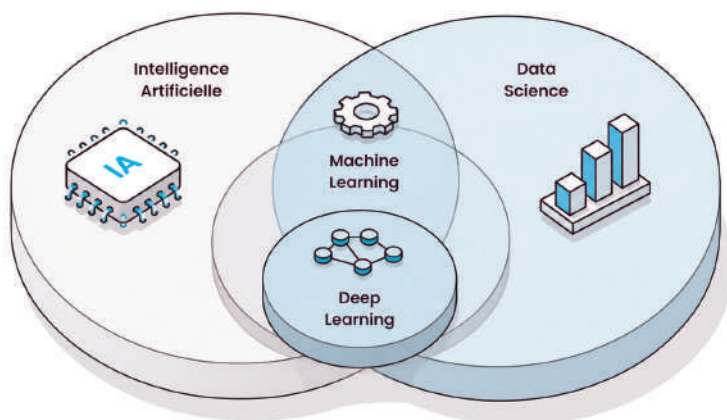 Intelligence
Artificielle
IA
Machine
Learning
Data
Science
Deep
Learning